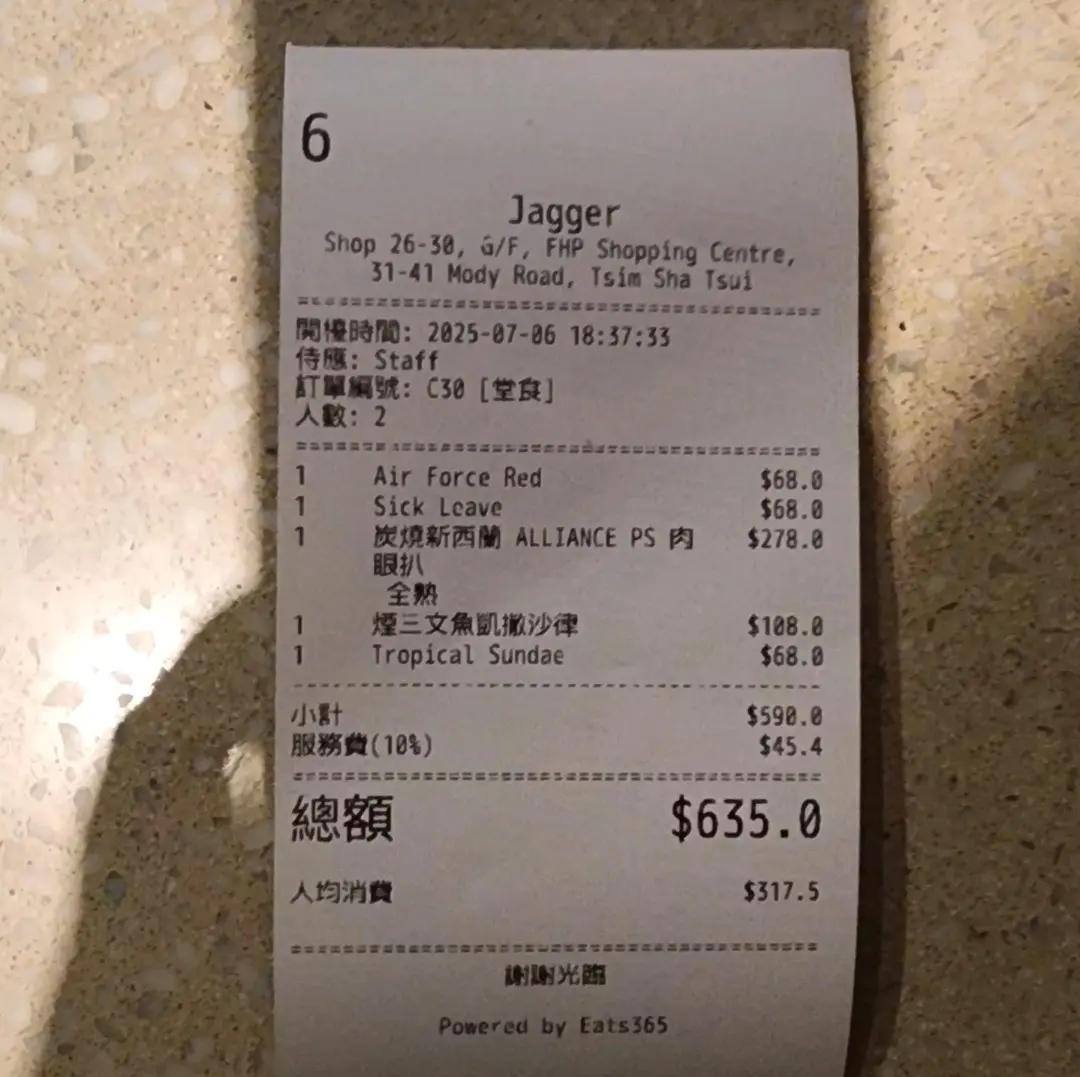 6
Jagger
Shop 26-30, G/F, FHP Shopping Centre,
31-41 Mody Road, Tsim Sha Tsui
開檯時間: 2025-07-06 18:37:33
侍應: Staff
訂單編號: C30 [堂食]
人數: 2
1 Air Force Red $68.0
1 Sick Leave $68.0
1 炭燒新西蘭 ALLIANCE PS 肉 $278.0
眼扒
全熟
1 煙三文魚凱撒沙律 $108.0
1 Tropical Sundae $68.0
小計 $590.0
服務費(10%) $45.4
總額 $635.0
人均消費 $317.5
謝謝光臨
Powered by Eats365